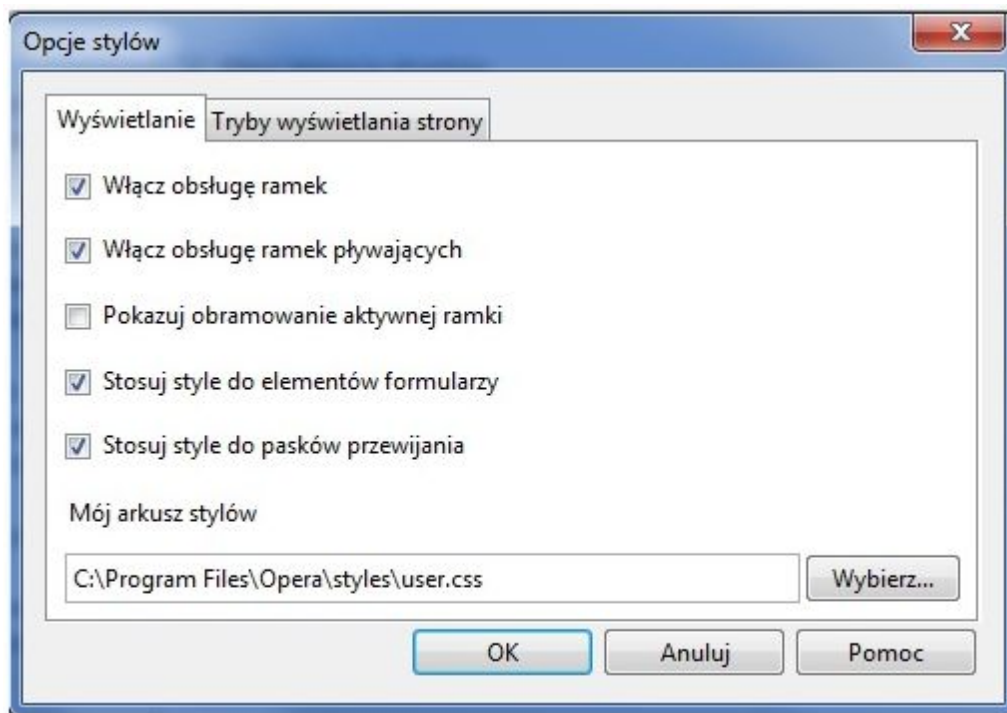 Opcje stylów
Wyświetlanie
Tryby wyświetlania strony
Włącz obsługę ramek
Włącz obsługę ramek pływających
Pokazuj obramowanie aktywnej ramki
Stosuj style do elementów formularzy
Stosuj style do pasków przewijania
Mój arkusz stylów
C:\Program Files\Opera\styles\user.css
Wybierz...
OK
Anuluj
Pomoc